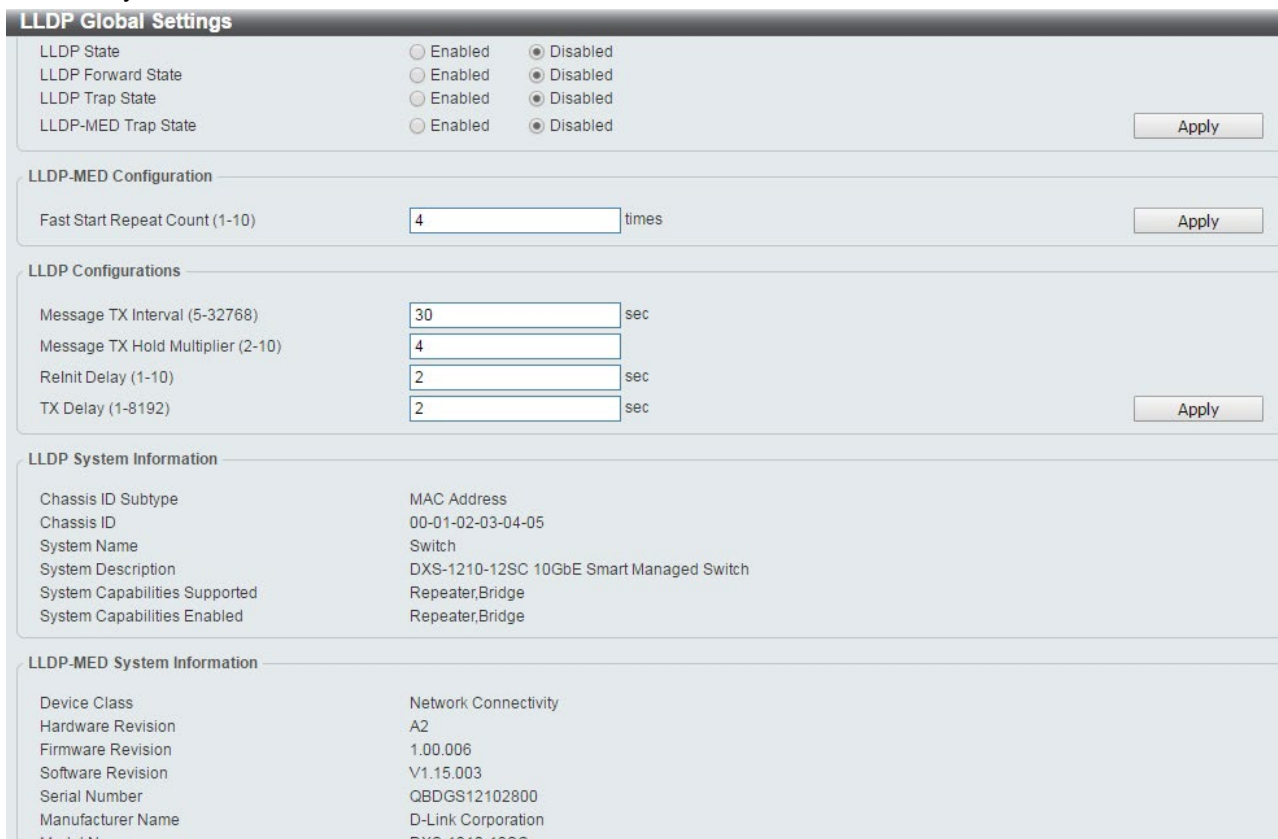 LLDP Global Settings
LLDP State Enabled Disabled
LLDP Forward State Enabled Disabled
LLDP Trap State Enabled Disabled
LLDP-MED Trap State Enabled Disabled Apply
LLDP-MED Configuration
Fast Start Repeat Count (1-10) 4 times Apply
LLDP Configurations
Message TX Interval (5-32768) 30 sec
Message TX Hold Multiplier (2-10) 4
ReInit Delay (1-10) 2 sec
TX Delay (1-8192) 2 sec Apply
LLDP System Information
Chassis ID Subtype MAC Address
Chassis ID 00-01-02-03-04-05
System Name Switch
System Description DXS-1210-12SC 10GbE Smart Managed Switch
System Capabilities Supported Repeater,Bridge
System Capabilities Enabled Repeater,Bridge
LLDP-MED System Information
Device Class Network Connectivity
Hardware Revision A2
Firmware Revision 1.00.006
Software Revision V1.15.003
Serial Number QBDGS12102800
Manufacturer Name D-Link Corporation